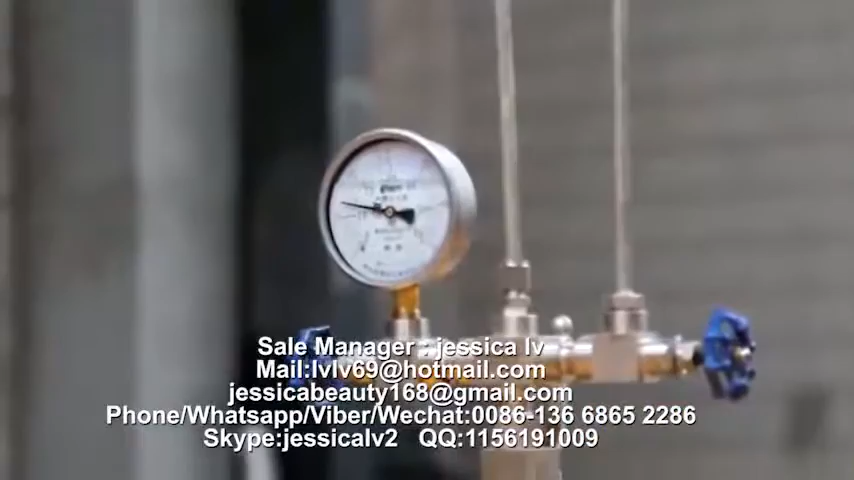 Sale Manager : jessica lv
Mail:lvlv69@hotmail.com
jessicabeauty168@gmail.com
Phone/Whatsapp/Viber/Wechat:0086-136 6865 2286
Skype:jessicalv2 QQ:1156191009